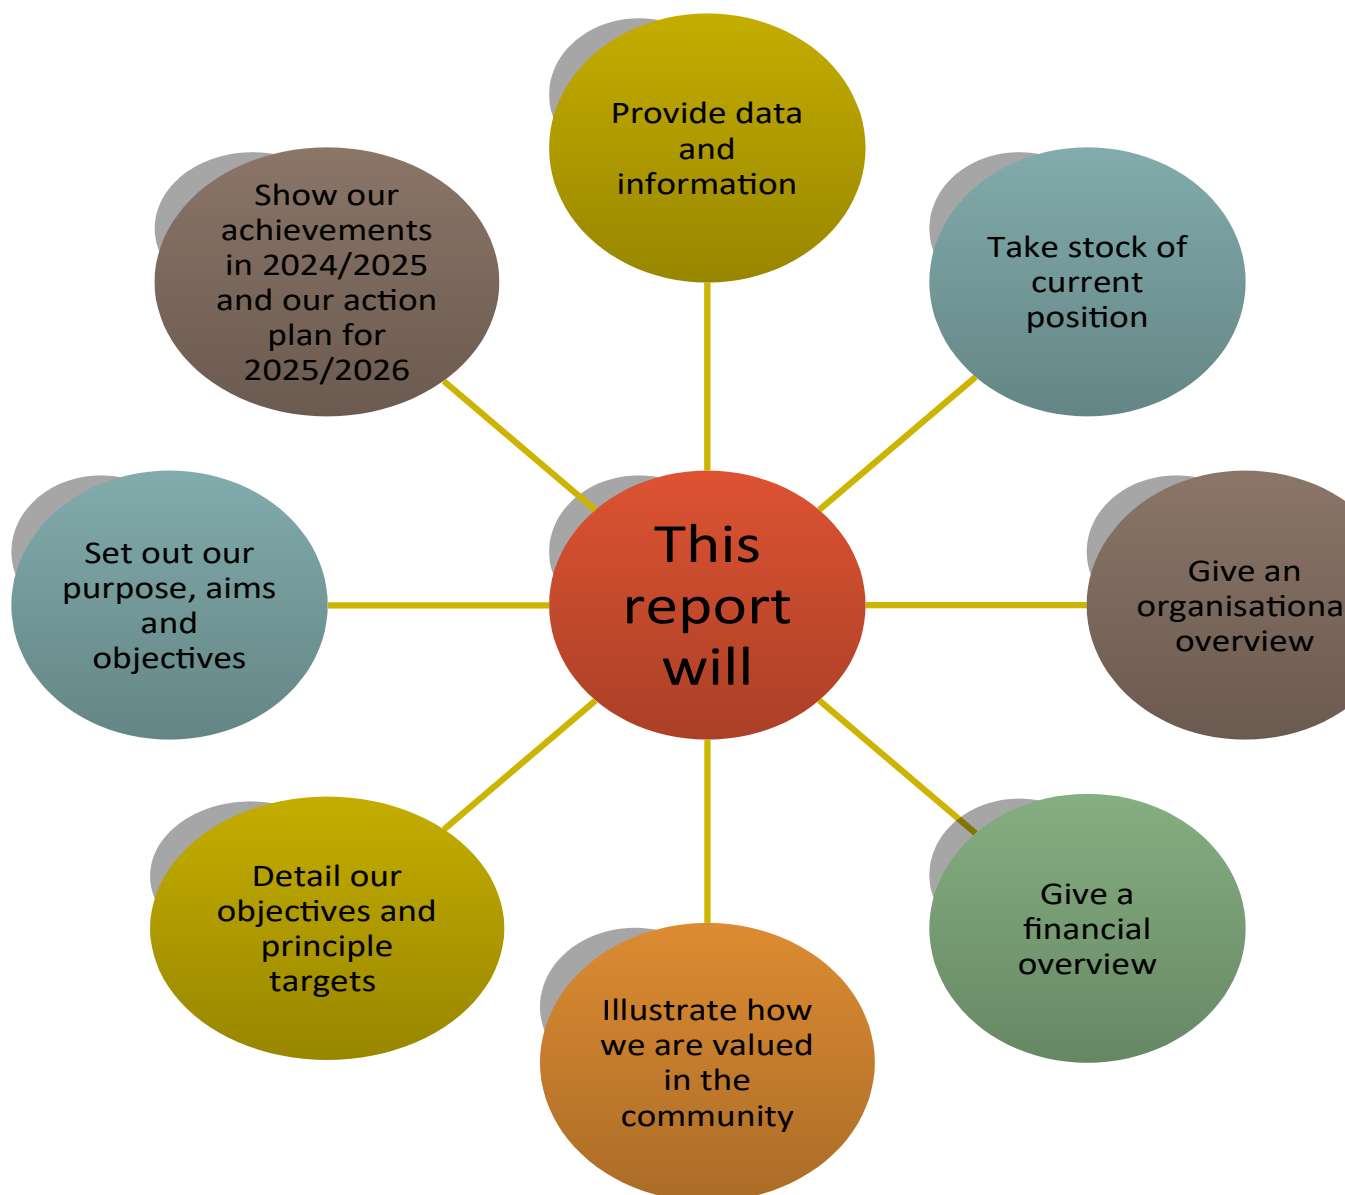 Provide data
and
information
Take stock of
current
position
Give an
organisationa
overview
Give a
financial
overview
Illustrate how
we are valued
in the
community
Detail our
objectives and
principle
targets
Set out our
purpose, aims
and
objectives
Show our
achievements
in 2024/2025
and our action
plan for
2025/2026
This
report
will